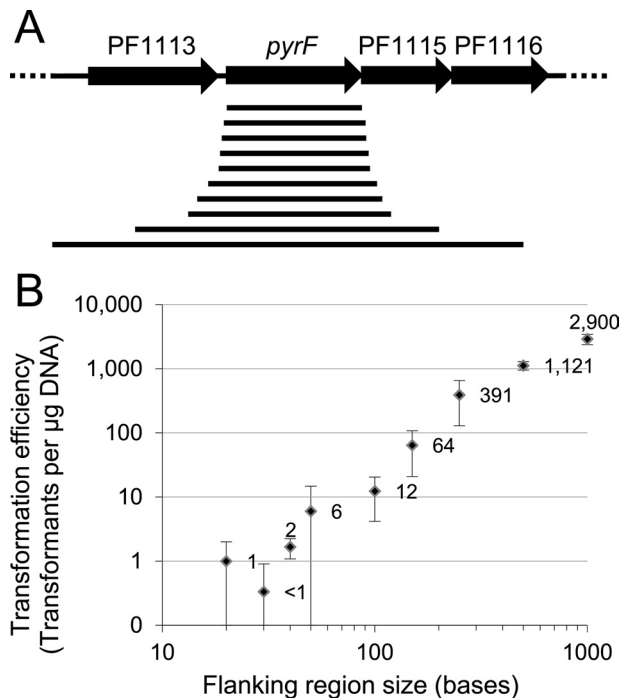 A
PF1113 pyrF PF1115 PF1116
B
Transformation efficiency
(Transformants per µg DNA)
10,000
1,000
100
10
1
0
1
<1
2
6
12
64
391
1,121
2,900
10 100 1000
Flanking region size (bases)